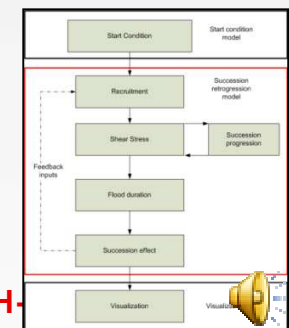 Start Condition
Start condition
model
Recruitment
Succession
retrogression
model
Shear Stress
Succession
progression
Feedback
inputs
Flood duration
Succession effect
H-
Visualization